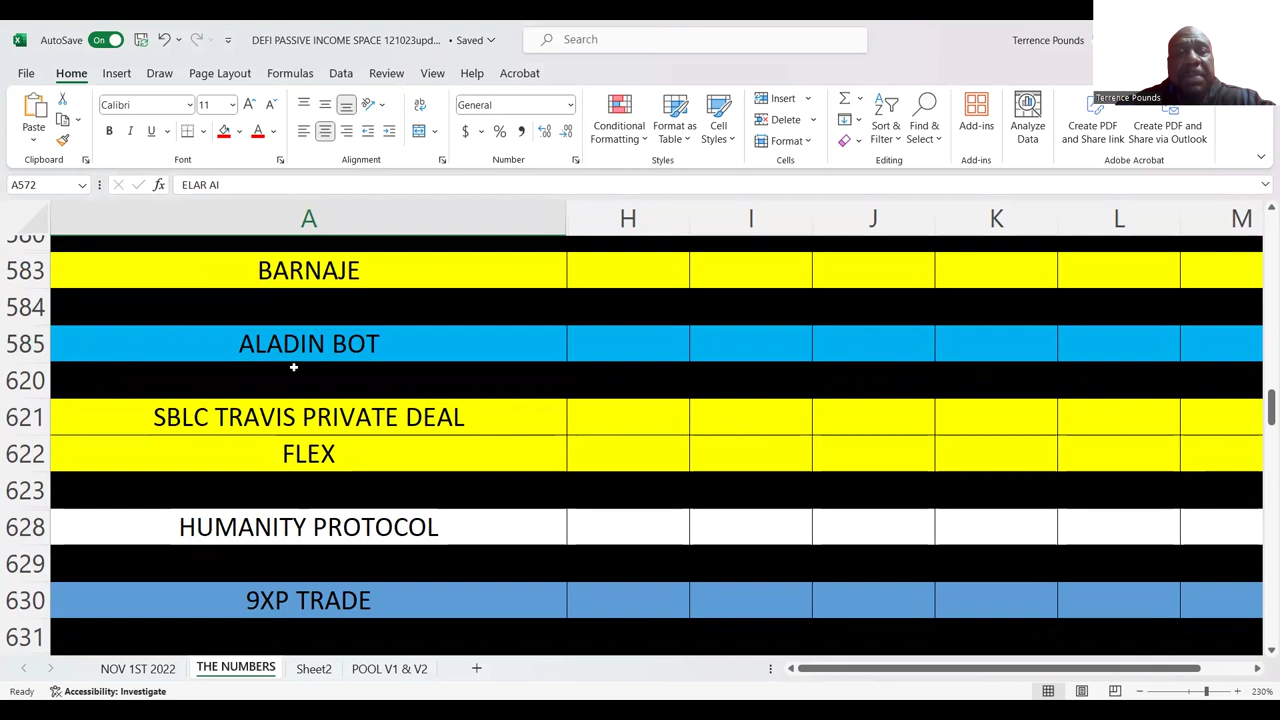 AutoSave On DEFI PASSIVE INCOME SPACE 121023upd... • Saved Search Terrence Pounds
Terrence Pounds
File Home Insert Draw Page Layout Formulas Data Review View Help Acrobat
Paste Calibri 11 General Conditional Formatting Format as Table Cell Styles Insert Delete Format Sort & Filter Find & Select Add-ins Analyze Data Create PDF and Share link Create PDF and Share via Outlook
Clipboard Font Alignment Number Styles Cells Editing Add-ins Adobe Acrobat
A572 fx ELAR AI
A H I J K L M
580
583 BARNAJE
584
585 ALADIN BOT
620
621 SBLC TRAVIS PRIVATE DEAL
622 FLEX
623
628 HUMANITY PROTOCOL
629
630 9XP TRADE
631
NOV 1ST 2022 THE NUMBERS Sheet2 POOL V1 & V2
Ready Accessibility: Investigate 230%